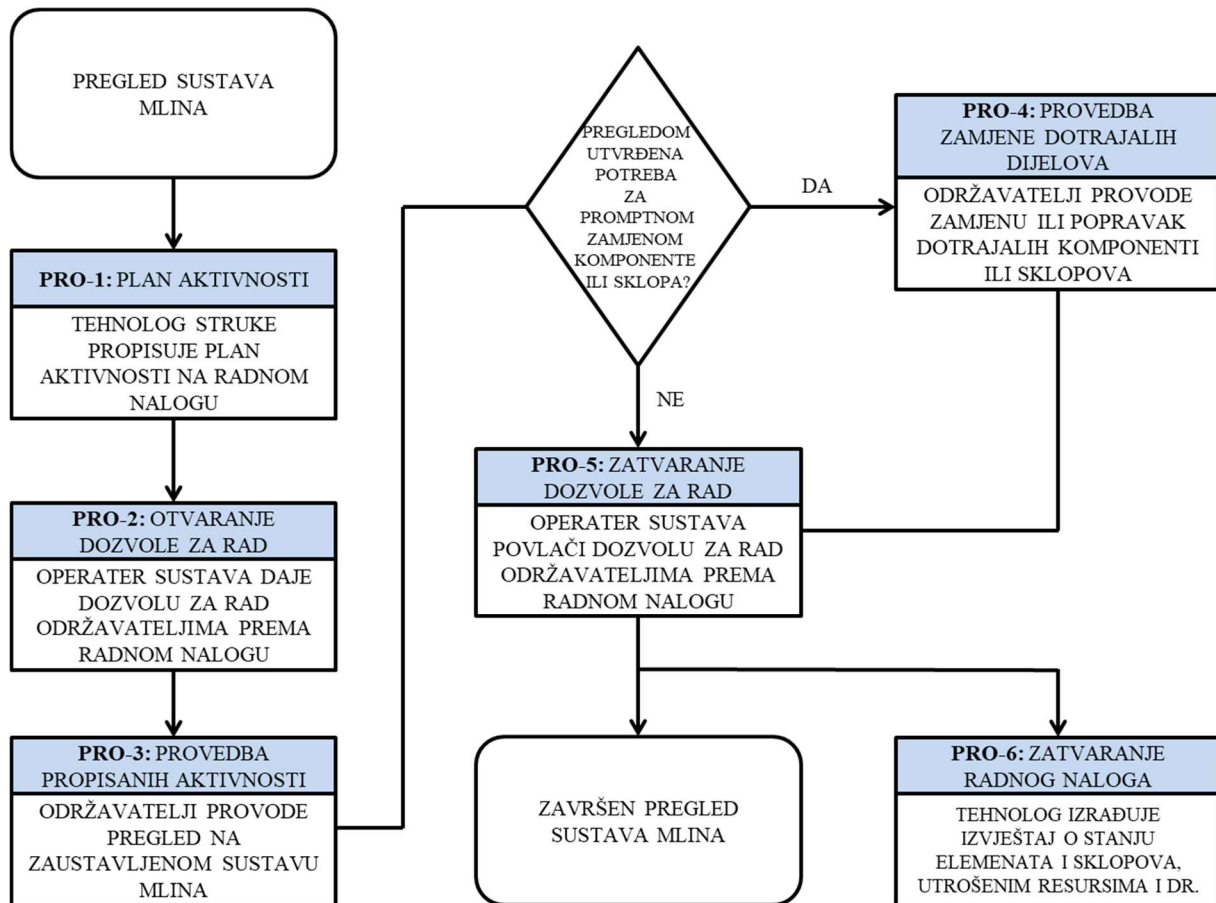 PREGLED SUSTAVA
MLINA
PRO-1: PLAN AKTIVNOSTI
TEHNOLOG STRUKE
PROPISUJE PLAN
AKTIVNOSTI NA RADNOM
NALOGU
PRO-2: OTVARANJE
DOZVOLE ZA RAD
OPERATER SUSTAVA DAJE
DOZVOLU ZA RAD
ODRŽAVATELJIMA PREMA
RADNOM NALOGU
PRO-3: PROVEDBA
PROPISANIH AKTIVNOSTI
ODRŽAVATELJI PROVODE
PREGLED NA
ZAUSTAVLJENOM SUSTAVU
MLINA
PREGLEDOM
UTVRĐENA
POTREBA
ZA
PROMPTNOM
ZAMJENOM
KOMPONENTE
ILI SKLOPA?
DA
NE
PRO-4: PROVEDBA
ZAMJENE DOTRAJALIH
DIJELOVA
ODRŽAVATELJI PROVODE
ZAMJENU ILI POPRAVAK
DOTRAJALIH KOMPONENTI
ILI SKLOPOVA
PRO-5: ZATVARANJE
DOZVOLE ZA RAD
OPERATER SUSTAVA
POVLAČI DOZVOLU ZA RAD
ODRŽAVATELJIMA PREMA
RADNOM NALOGU
ZAVRŠEN PREGLED
SUSTAVA MLINA
PRO-6: ZATVARANJE
RADNOG NALOGA
TEHNOLOG IZRAĐUJE
IZVJEŠTAJ O STANJU
ELEMENATA I SKLOPOVA,
UTROŠENIM RESURSIMA I DR.